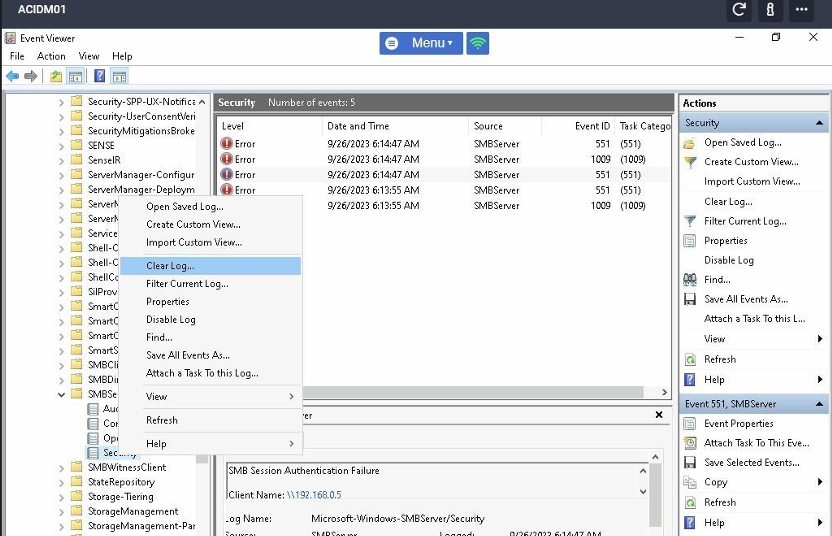 ACIDM01
Event Viewer
Menu
File Action View Help
Security-SPP-UX-Notifica
Security-UserConsentVeri
SecurityMitigationsBroke
SENSE
SenseIR
ServerManager-Configur
ServerManager-Deploym
ServerM
ServerM
Service
Shell-C
Shell-C
ShellCo
SilProv
SmartC
SmartC
SmartC
SmartS
SMBCli
SMBDi
SMBSe
Aud
Con
Ope
Secu
SMBWitnessClient
StateRepository
Storage-Tiering
StorageManagement
StorageManagement-Par
Open Saved Log...
Create Custom View...
Import Custom View...
Clear Log...
Filter Current Log...
Properties
Disable Log
Find...
Save All Events As...
Attach a Task To this Log...
View
Refresh
Help
Security Number of events: 5
Level Date and Time Source Event ID Task Catego
Error 9/26/2023 6:14:47 AM SMBServer 551 (551)
Error 9/26/2023 6:14:47 AM SMBServer 1009 (1009)
Error 9/26/2023 6:14:47 AM SMBServer 551 (551)
Error 9/26/2023 6:13:55 AM SMBServer 551 (551)
Error 9/26/2023 6:13:55 AM SMBServer 1009 (1009)
ver
SMB Session Authentication Failure
Client Name: \\192.168.0.5
Log Name: Microsoft-Windows-SMBServer/Security
Source: SMBServer Logged: 9/26/2023 6:14:47 AM
Actions
Security
Open Saved Log...
Create Custom View...
Import Custom View...
Clear Log...
Filter Current Log...
Properties
Disable Log
Find...
Save All Events As...
Attach a Task To this L...
View
Refresh
Help
Event 551, SMBServer
Event Properties
Attach Task To This Eve...
Save Selected Events...
Copy
Refresh
Help